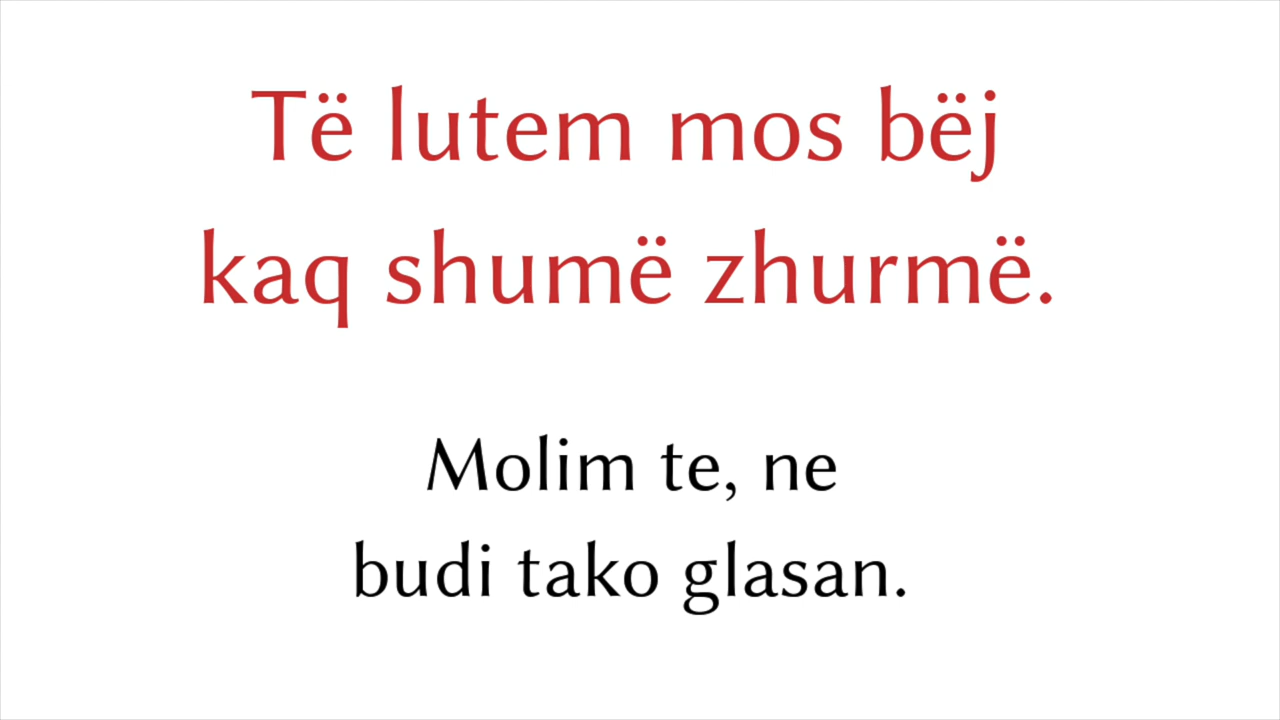 Të lutem mos bëj
kaq shumë zhurmë.
Molim te, ne
budi tako glasan.